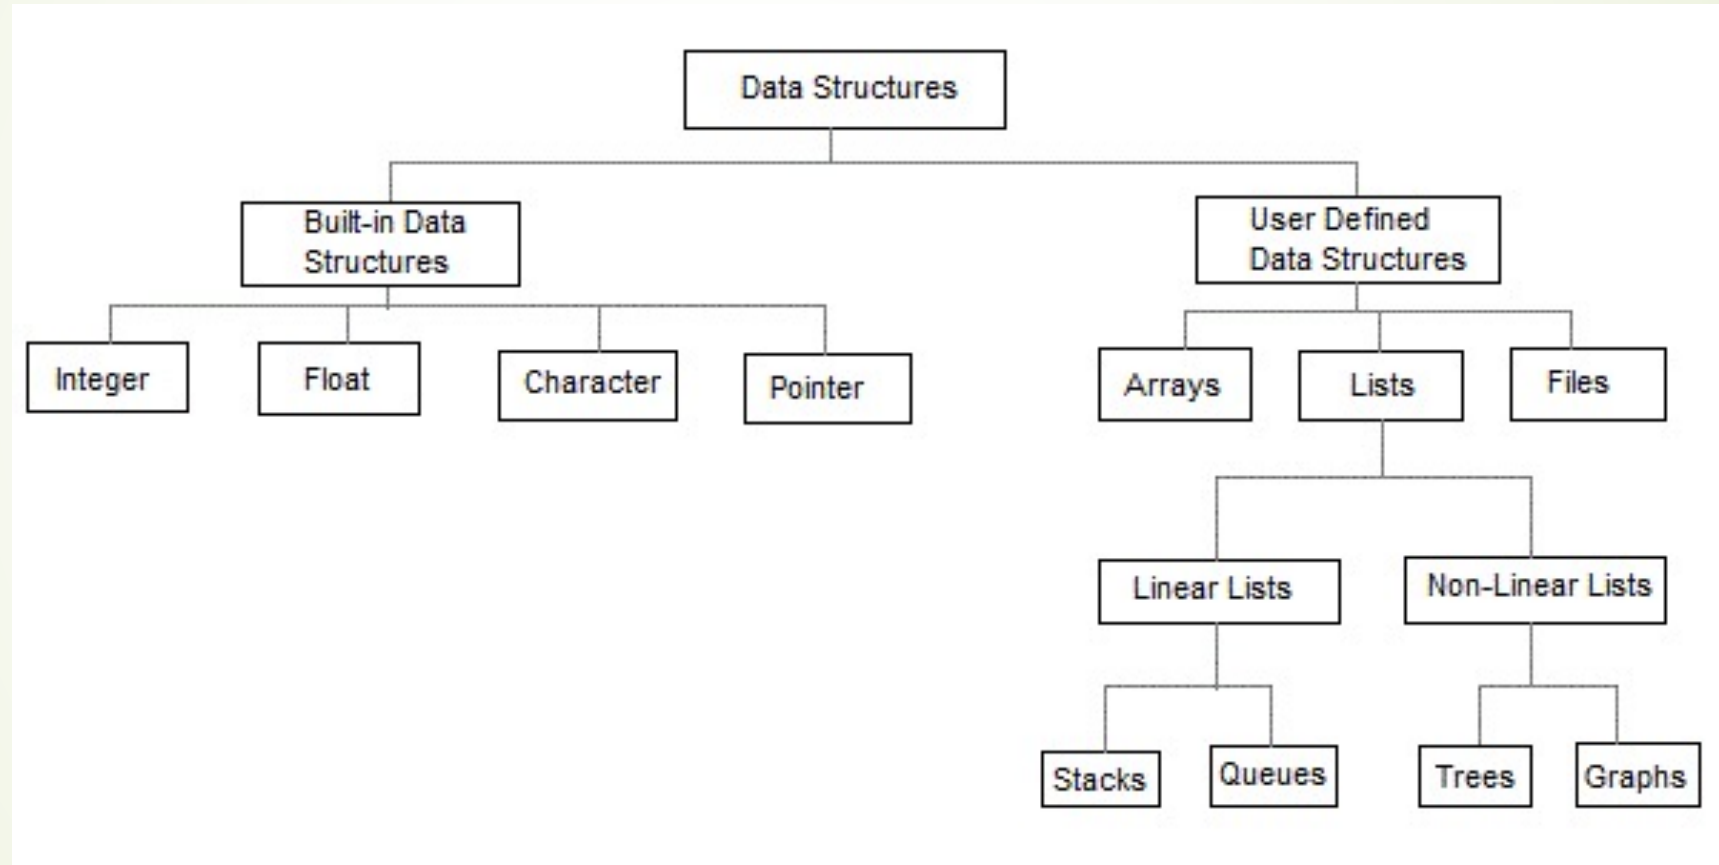 Data Structures
Built-in Data
Structures
User Defined
Data Structures
Integer
Float
Character
Pointer
Arrays
Lists
Files
Linear Lists
Non-Linear Lists
Stacks
Queues
Trees
Graphs